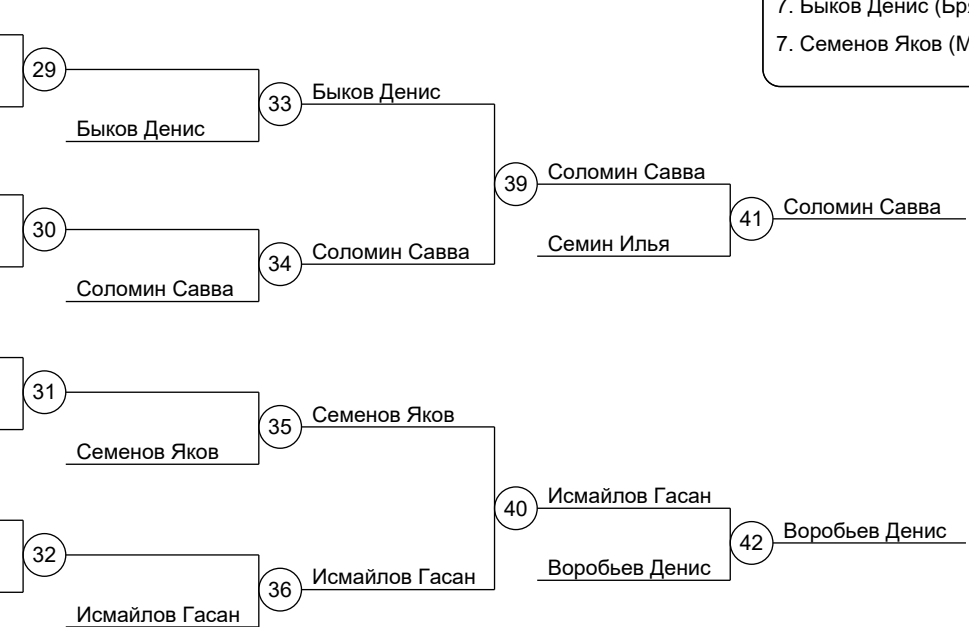 7. Быков Денис (Бря
7. Семенов Яков (М
29
Быков Денис
33
Быков Денис
30
Соломин Савва
34
Соломин Савва
39
Соломин Савва
Семин Илья
41
Соломин Савва
31
Семенов Яков
35
Семенов Яков
32
Исмайлов Гасан
36
Исмайлов Гасан
40
Исмайлов Гасан
Воробьев Денис
42
Воробьев Денис